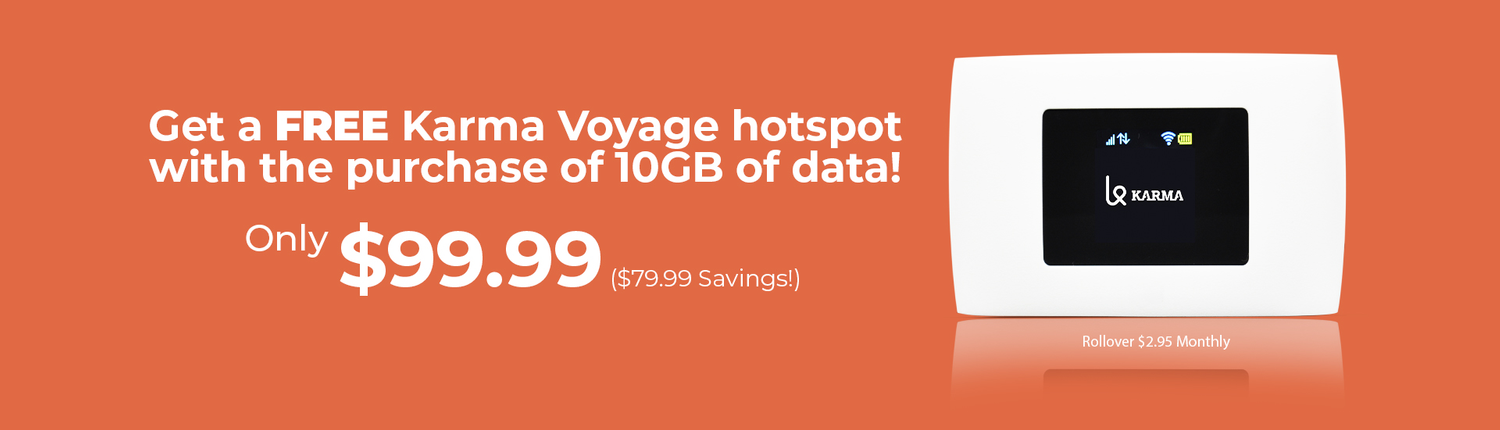 Get a FREE Karma Voyage hotspot
with the purchase of 10GB of data!
Only $99.99 ($79.99 Savings!)
KARMA
Rollover $2.95 Monthly